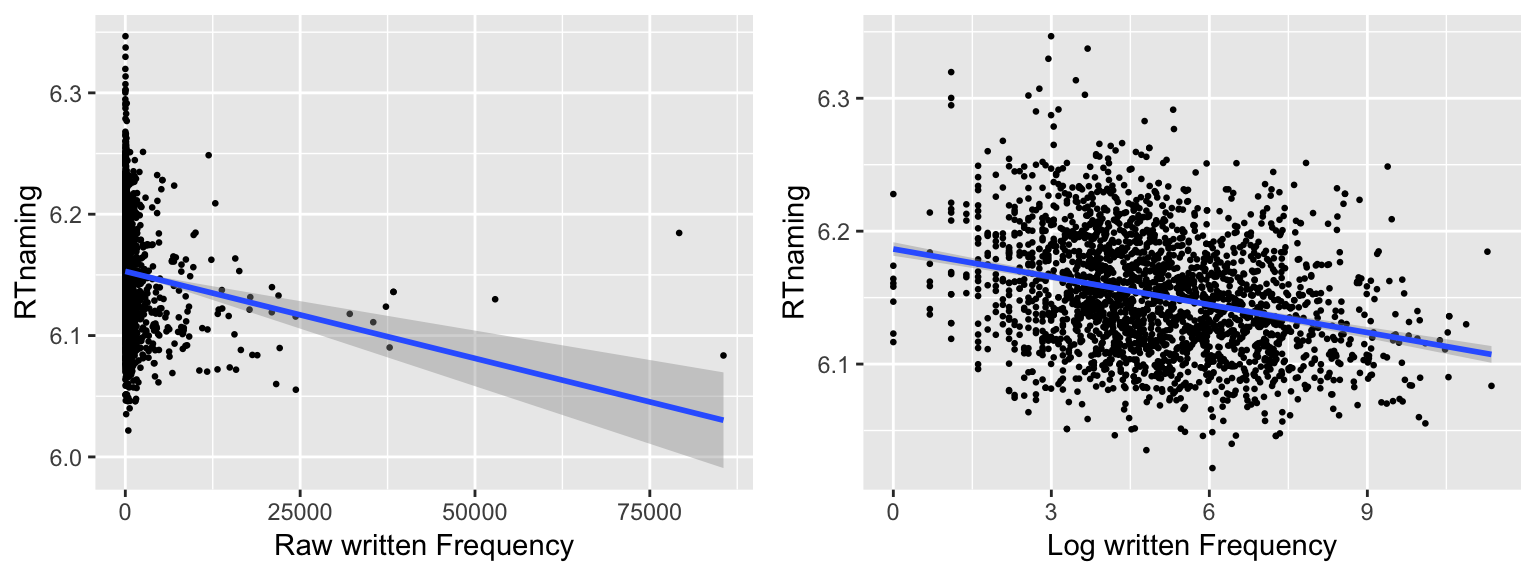 6.3
6.2
6.1
6.0
RTnaming
0 25000 50000 75000
Raw written Frequency
6.3
6.2
6.1
RTnaming
0 3 6 9
Log written Frequency